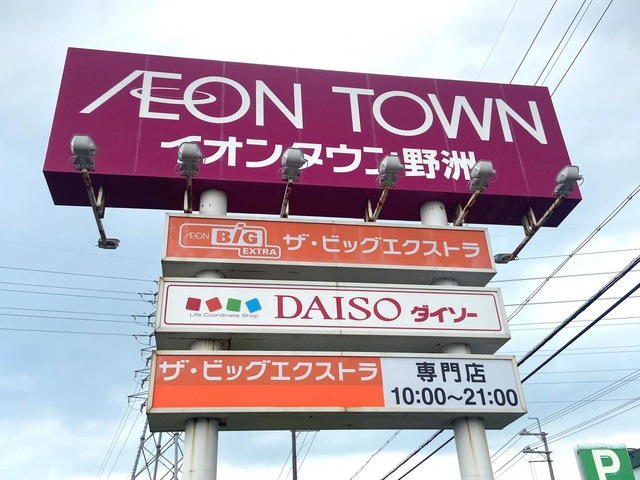 ÆON TOWN
イオンタウン野洲
ÆON BiG EXTRA ザ・ビッグエクストラ
Life Coordinate Shop DAISO ダイソー
ザ・ビッグエクストラ 専門店
10:00～21:00
P